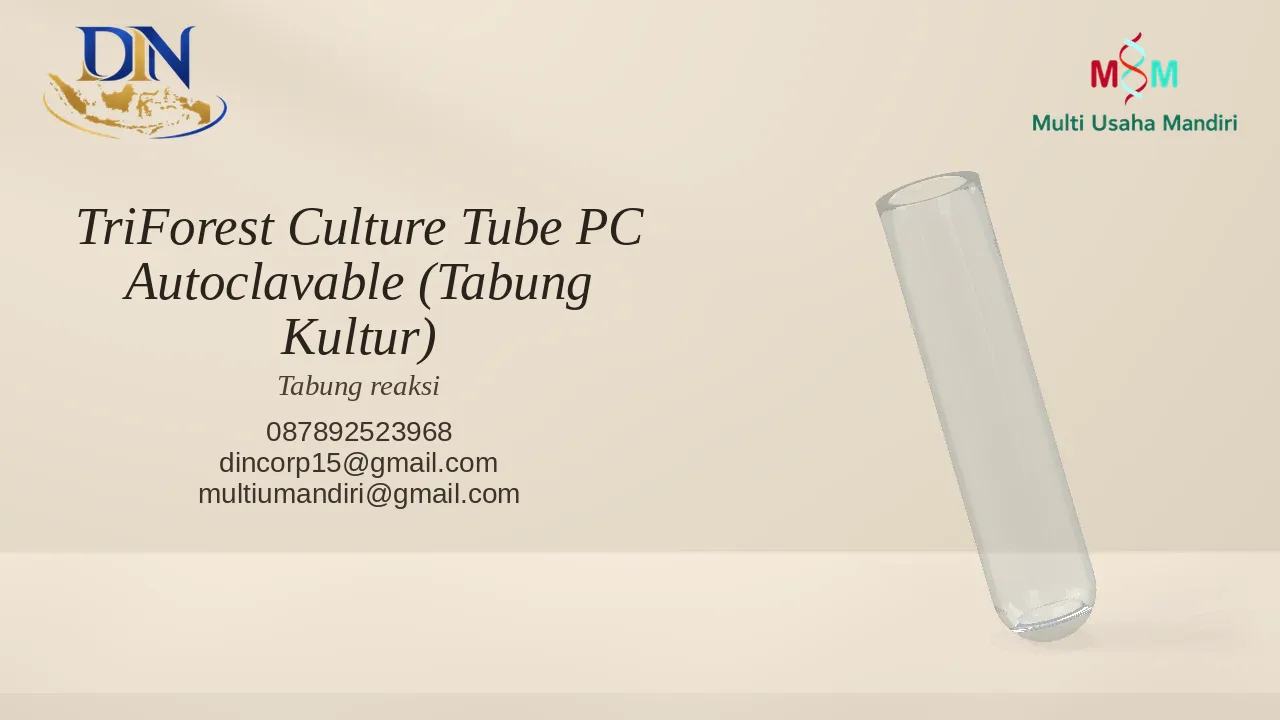 DIN
M M
Multi Usaha Mandiri
TriForest Culture Tube PC
Autoclavable (Tabung
Kultur)
Tabung reaksi
087892523968
dincorp15@gmail.com
multiumandiri@gmail.com